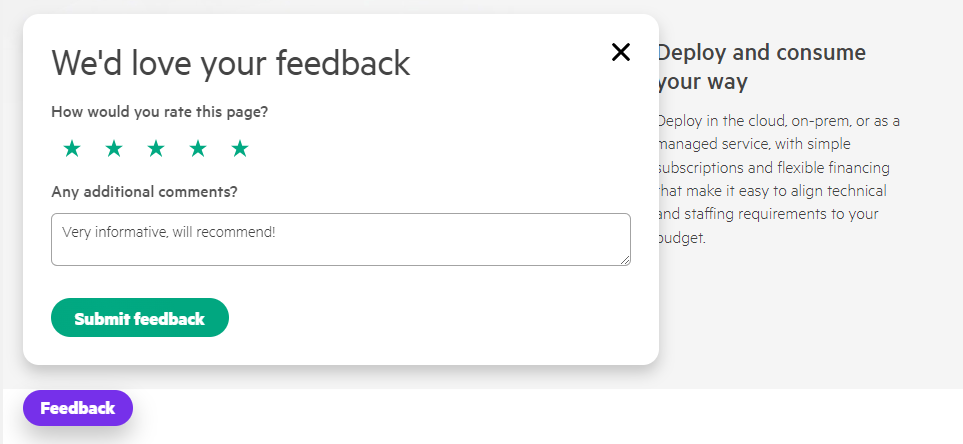 We'd love your feedback
How would you rate this page?
Any additional comments?
Very informative, will recommend!
Submit feedback
Feedback
Deploy and consume
your way
Deploy in the cloud, on-prem, or as a
managed service, with simple
subscriptions and flexible financing
that make it easy to align technical
and staffing requirements to your
budget.